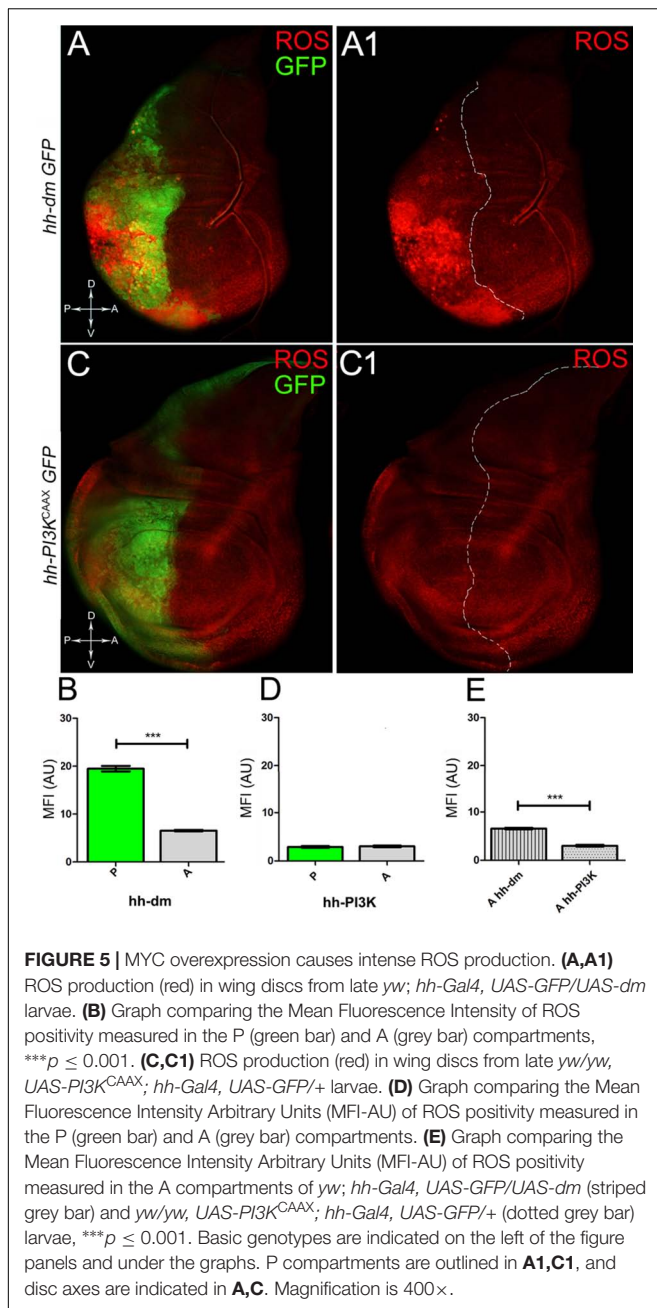 A
ROS
GFP
A1
ROS
hh-dm GFP
D
P
A
V
C
ROS
GFP
C1
ROS
hh-PI3KCAAX GFP
D
P
A
V
B
30
20
10
0
MFI (AU)
***
P
A
hh-dm
D
30
20
10
0
MFI (AU)
P
A
hh-PI3K
E
30
20
10
0
MFI (AU)
***
A hh-dm
A hh-PI3K
FIGURE 5 | MYC overexpression causes intense ROS production. (A,A1)
ROS production (red) in wing discs from late yw; hh-Gal4, UAS-GFP/UAS-dm
larvae. (B) Graph comparing the Mean Fluorescence Intensity of ROS
positivity measured in the P (green bar) and A (grey bar) compartments,
***p ≤ 0.001. (C,C1) ROS production (red) in wing discs from late yw/yw,
UAS-PI3KCAAX; hh-Gal4, UAS-GFP/+ larvae. (D) Graph comparing the Mean
Fluorescence Intensity Arbitrary Units (MFI-AU) of ROS positivity measured in
the P (green bar) and A (grey bar) compartments. (E) Graph comparing the
Mean Fluorescence Intensity Arbitrary Units (MFI-AU) of ROS positivity
measured in the A compartments of yw; hh-Gal4, UAS-GFP/UAS-dm (striped
grey bar) and yw/yw, UAS-PI3KCAAX; hh-Gal4, UAS-GFP/+ (dotted grey bar)
larvae, ***p ≤ 0.001. Basic genotypes are indicated on the left of the figure
panels and under the graphs. P compartments are outlined in A1,C1, and
disc axes are indicated in A,C. Magnification is 400×.